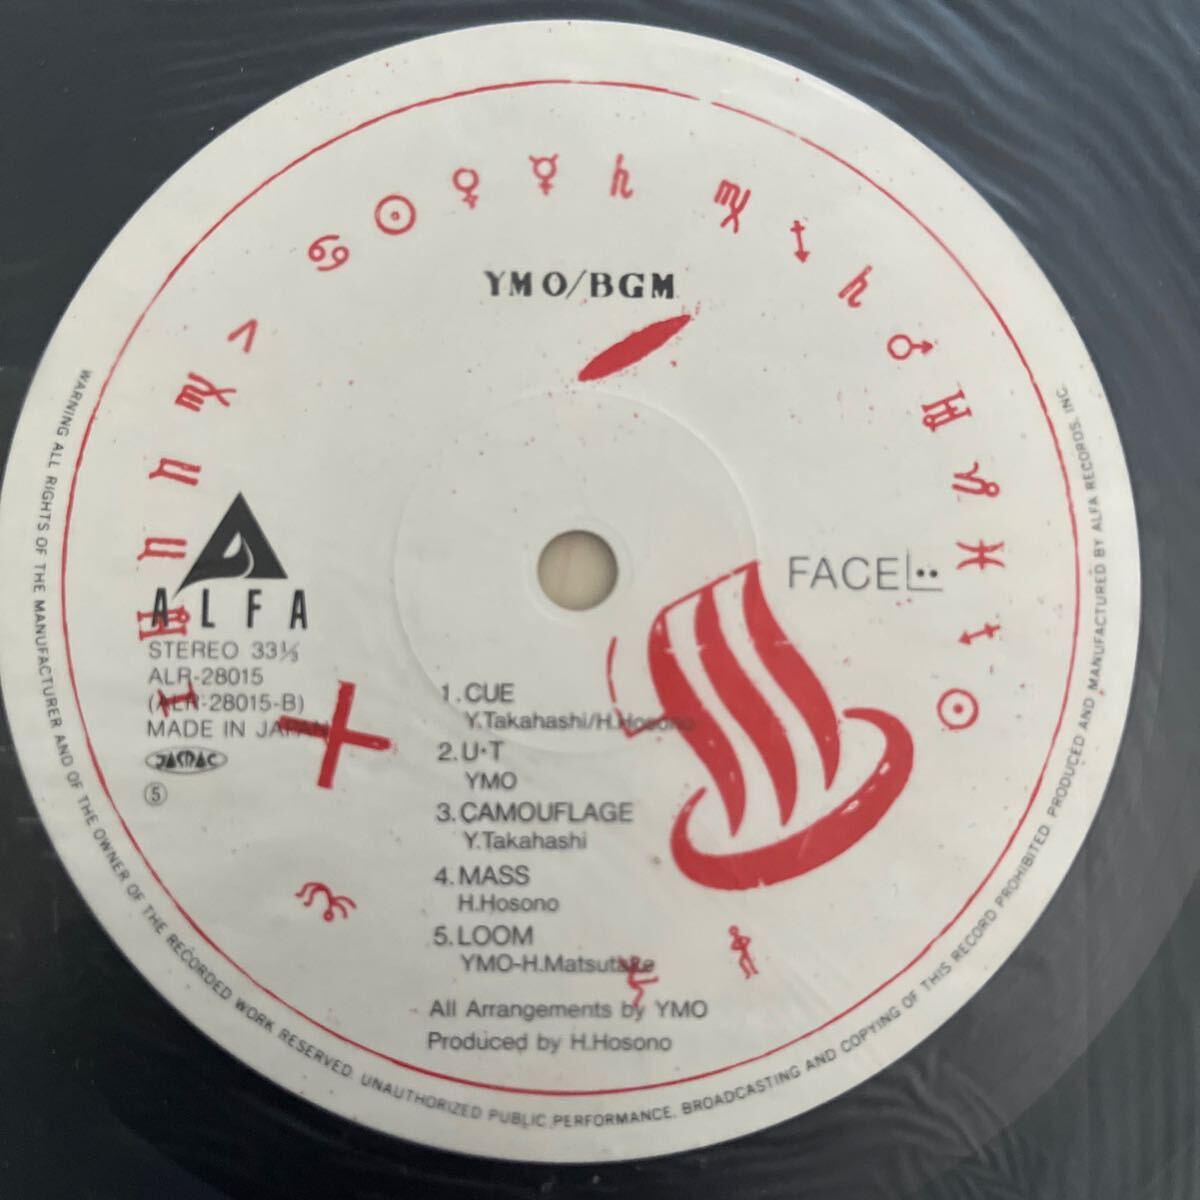 YMO/BGM
FACE
ALFA
STEREO 33⅓
ALR-28015
(ALR-28015-B)
MADE IN JAPAN
JASRAC
⑤
1.CUE
Y.Takahashi/H.Hosono
2.U·T
YMO
3.CAMOUFLAGE
Y.Takahashi
4.MASS
H.Hosono
5.LOOM
YMO-H.Matsutake
All Arrangements by YMO
Produced by H.Hosono
WARNING ALL RIGHTS OF THE MANUFACTURER AND OF THE OWNER OF THE RECORDED WORK RESERVED. UNAUTHORIZED PUBLIC PERFORMANCE, BROADCASTING AND COPYING OF THIS RECORD PROHIBITED PRODUCED AND MANUFACTURED BY ALFA RECORDS, INC.